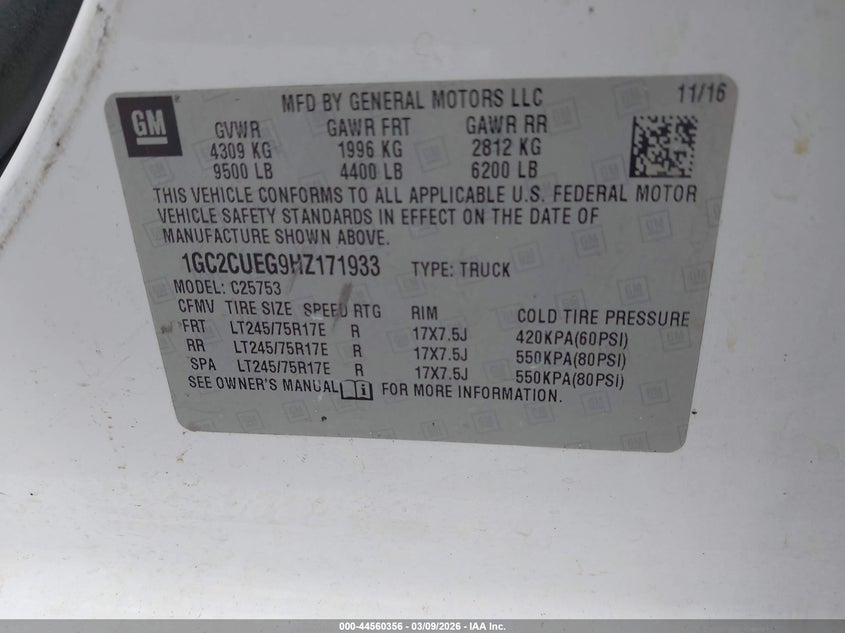 GM
MFD BY GENERAL MOTORS LLC
11/16
GVWR GAWR FRT GAWR RR
4309 KG 1996 KG 2812 KG
9500 LB 4400 LB 6200 LB
THIS VEHICLE CONFORMS TO ALL APPLICABLE U.S. FEDERAL MOTOR
VEHICLE SAFETY STANDARDS IN EFFECT ON THE DATE OF
MANUFACTURE SHOWN ABOVE.
1GC2CUEG9HZ171933 TYPE: TRUCK
MODEL: C25753
CFMV TIRE SIZE SPEED RTG RIM COLD TIRE PRESSURE
FRT LT245/75R17E R 17X7.5J 420KPA(60PSI)
RR LT245/75R17E R 17X7.5J 550KPA(80PSI)
SPA LT245/75R17E R 17X7.5J 550KPA(80PSI)
SEE OWNER'S MANUAL FOR MORE INFORMATION.
000-44560356 — 03/09/2026 — IAA Inc.